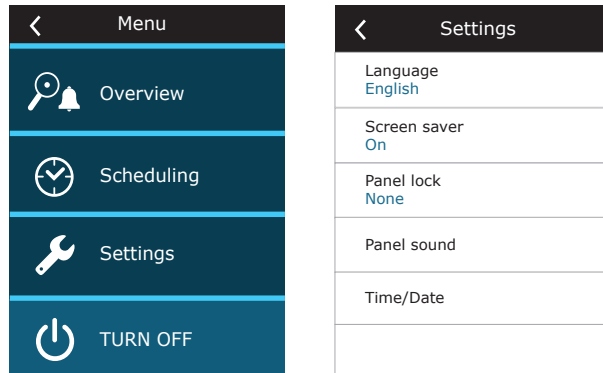 Menu
Overview
Scheduling
Settings
TURN OFF
Settings
Language
English
Screen saver
On
Panel lock
None
Panel sound
Time/Date